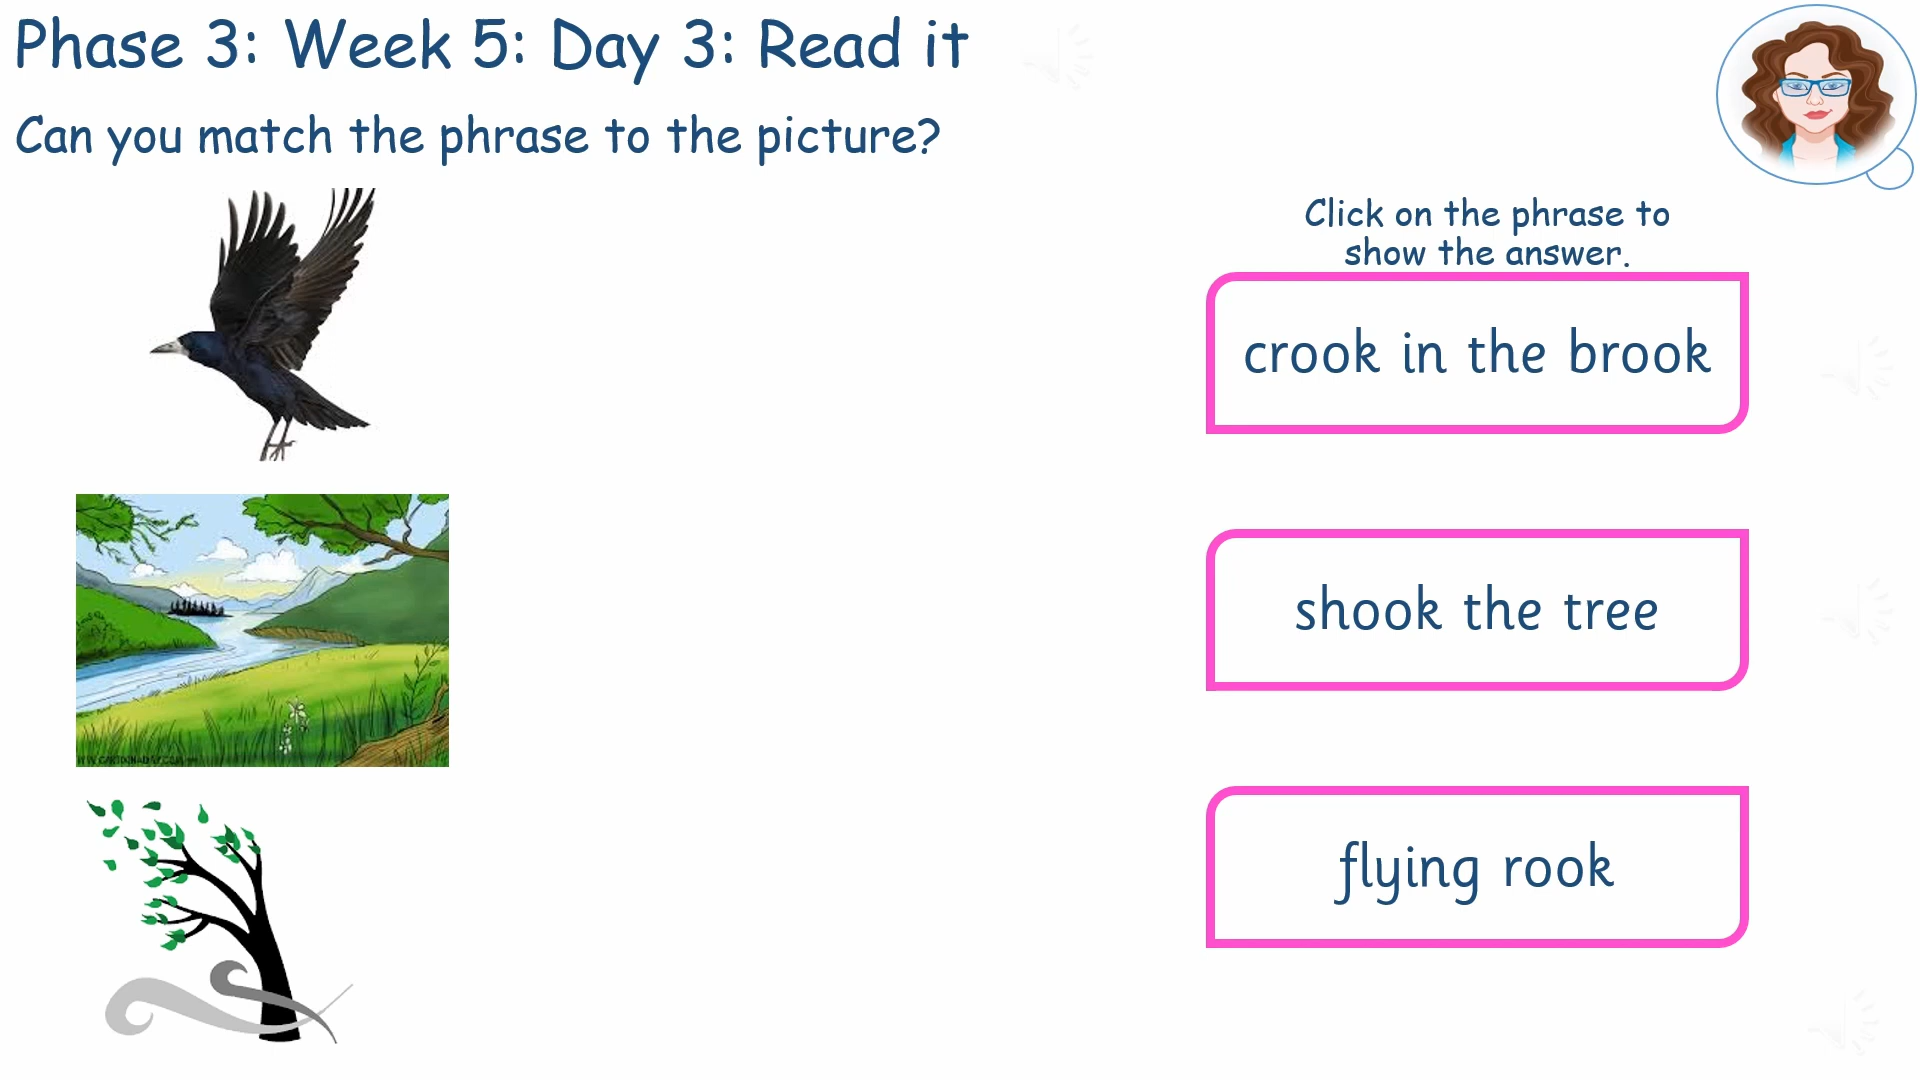 Phase 3: Week 5: Day 3: Read it
Can you match the phrase to the picture?
Click on the phrase to
show the answer.
crook in the brook
shook the tree
flying rook